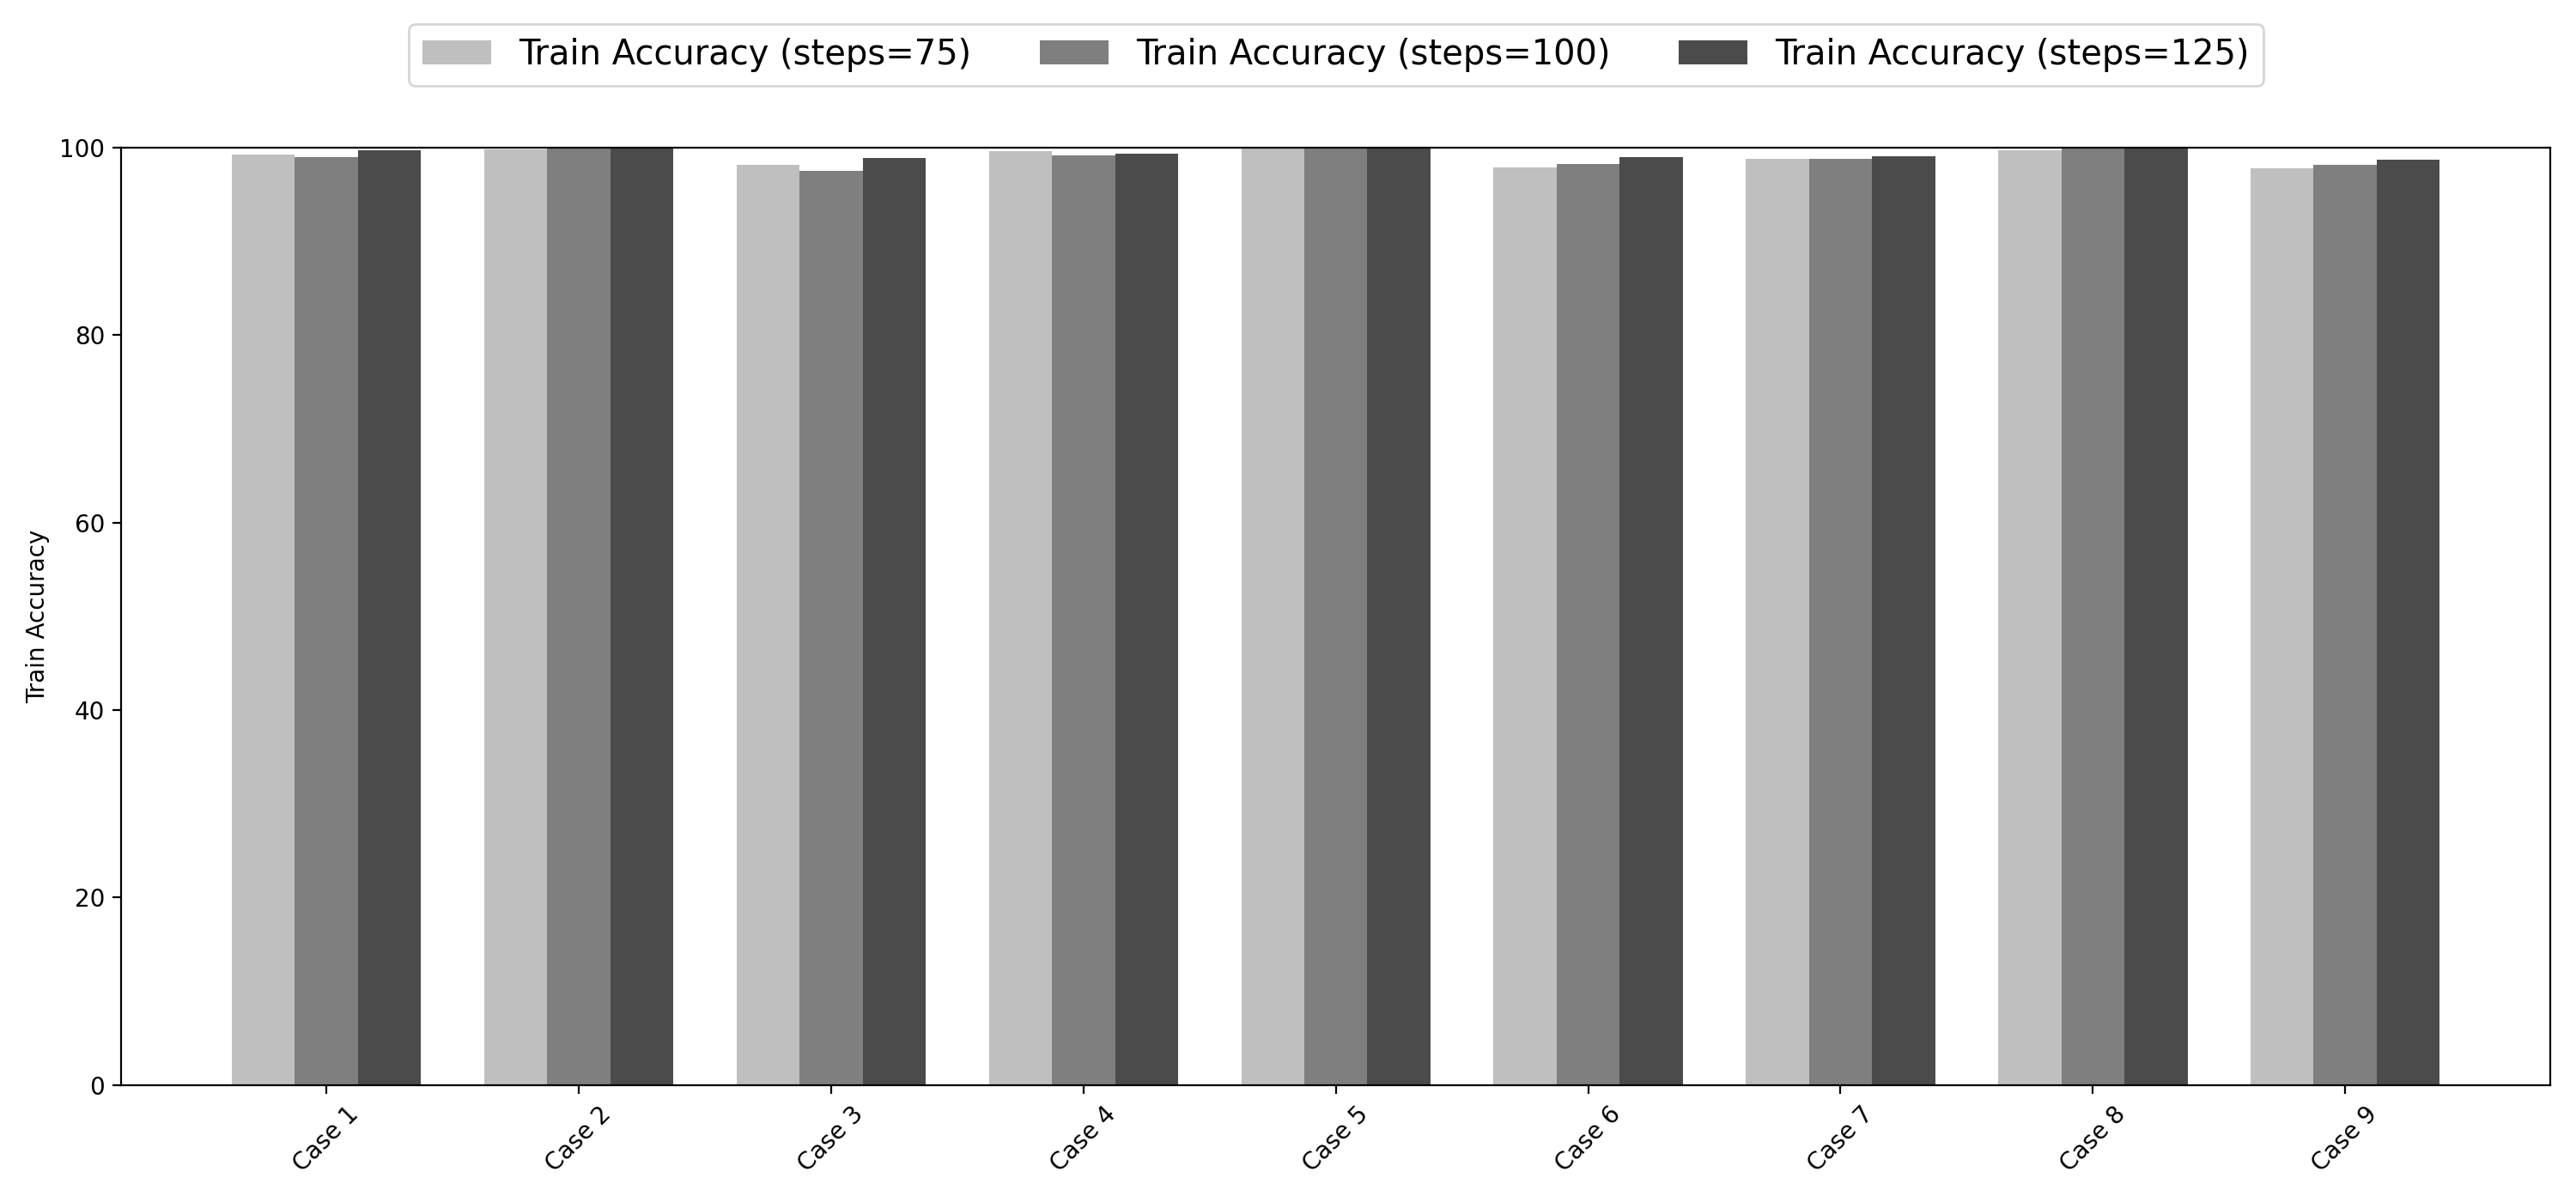 Train Accuracy (steps=75) Train Accuracy (steps=100) Train Accuracy (steps=125)
100
80
60
40
20
0
Train Accuracy
Case 1 Case 2 Case 3 Case 4 Case 5 Case 6 Case 7 Case 8 Case 9